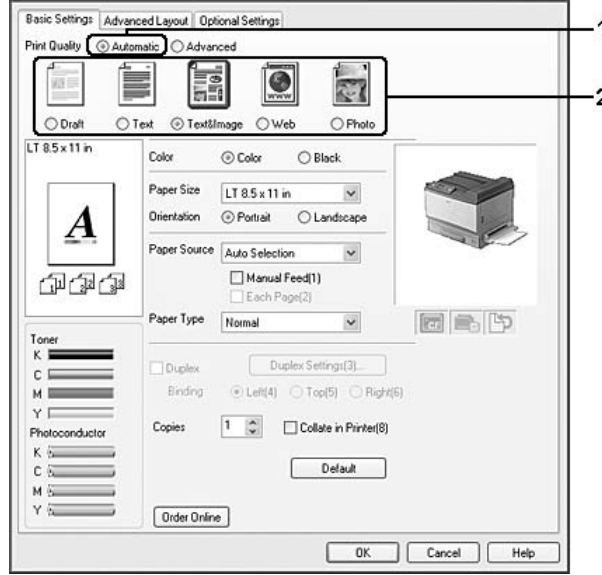 Basic Settings Advanced Layout Optional Settings
Print Quality Automatic Advanced 1
Draft Text Text&Image Web Photo 2
LT 8.5 x 11 in
Color Color Black
Paper Size LT 8.5 x 11 in
Orientation Portrait Landscape
A
Paper Source Auto Selection
Manual Feed(1)
Each Page(2)
Paper Type Normal
Toner
K
C
M
Y
Duplex Duplex Settings(3)...
Binding Left(4) Top(5) Right(6)
Photoconductor
K
C
M
Y
Copies 1 Collate in Printer(8)
Default
Order Online
OK Cancel Help